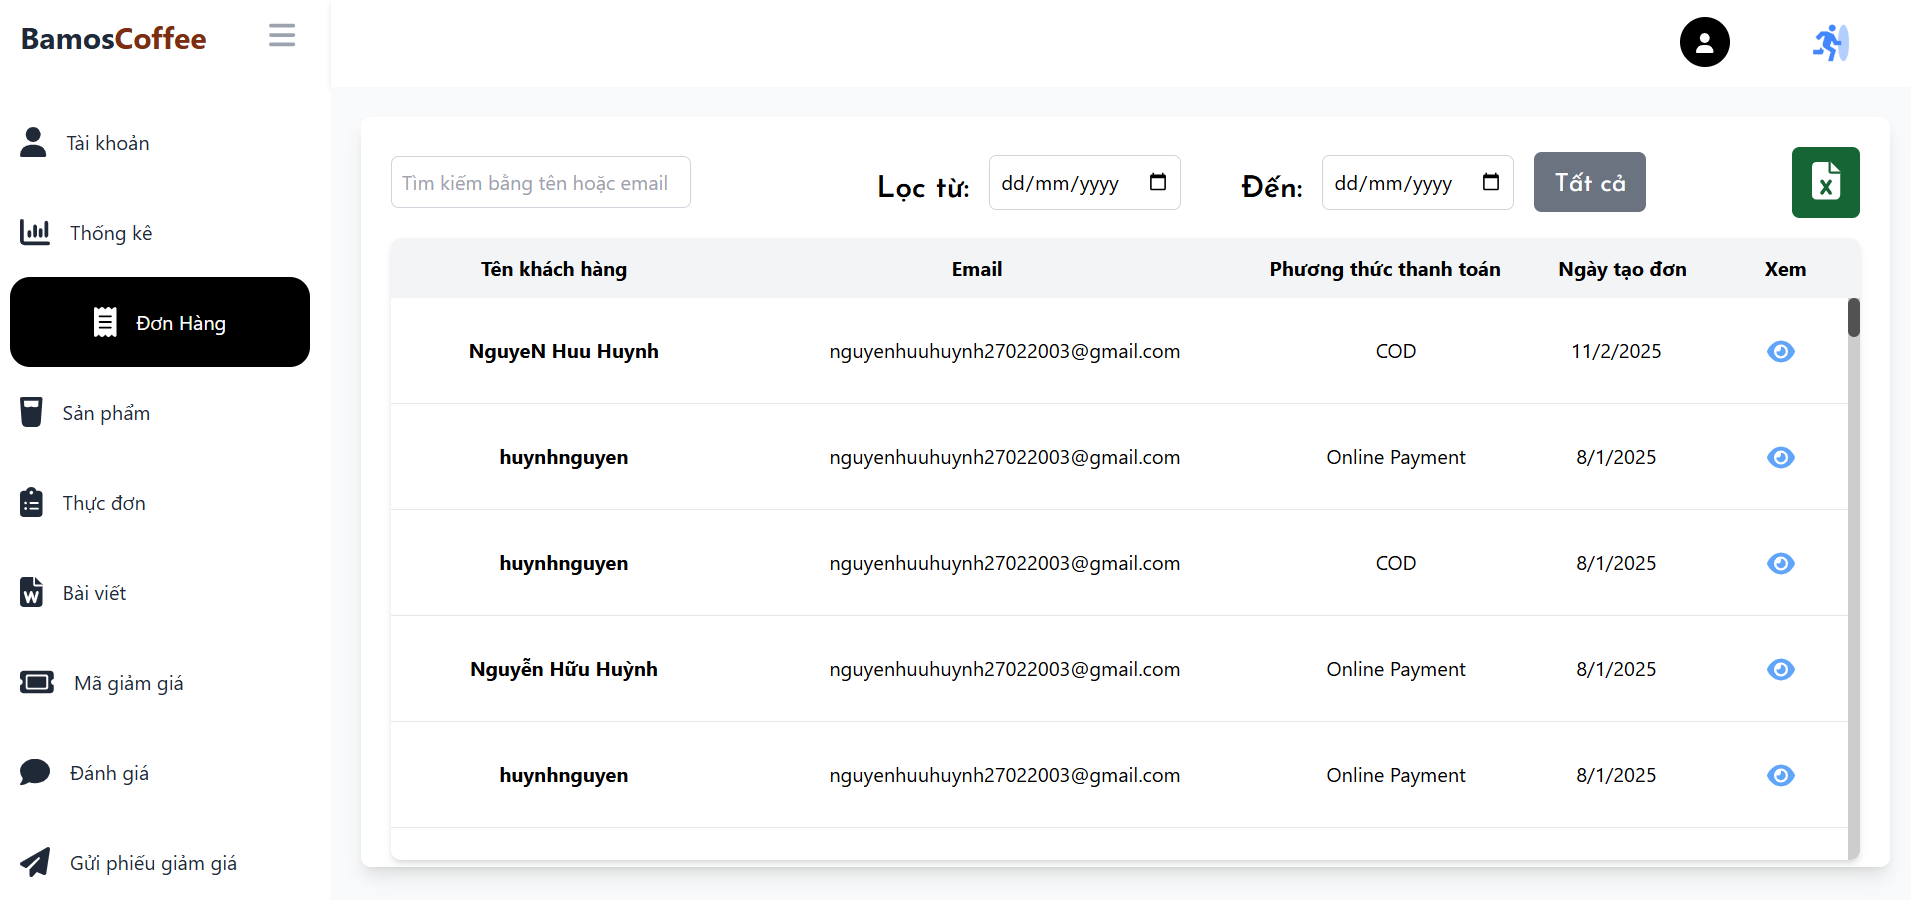 BamosCoffee
Tài khoản
Thống kê
Đơn Hàng
Sản phẩm
Thực đơn
Bài viết
Mã giảm giá
Đánh giá
Gửi phiếu giảm giá
Tìm kiếm bằng tên hoặc email
Lọc từ: dd/mm/yyyy Đến: dd/mm/yyyy Tất cả
Tên khách hàng Email Phương thức thanh toán Ngày tạo đơn Xem
NguyeN Huu Huynh nguyenhuuhuynh27022003@gmail.com COD 11/2/2025
huynhnguyen nguyenhuuhuynh27022003@gmail.com Online Payment 8/1/2025
huynhnguyen nguyenhuuhuynh27022003@gmail.com COD 8/1/2025
Nguyễn Hữu Huỳnh nguyenhuuhuynh27022003@gmail.com Online Payment 8/1/2025
huynhnguyen nguyenhuuhuynh27022003@gmail.com Online Payment 8/1/2025